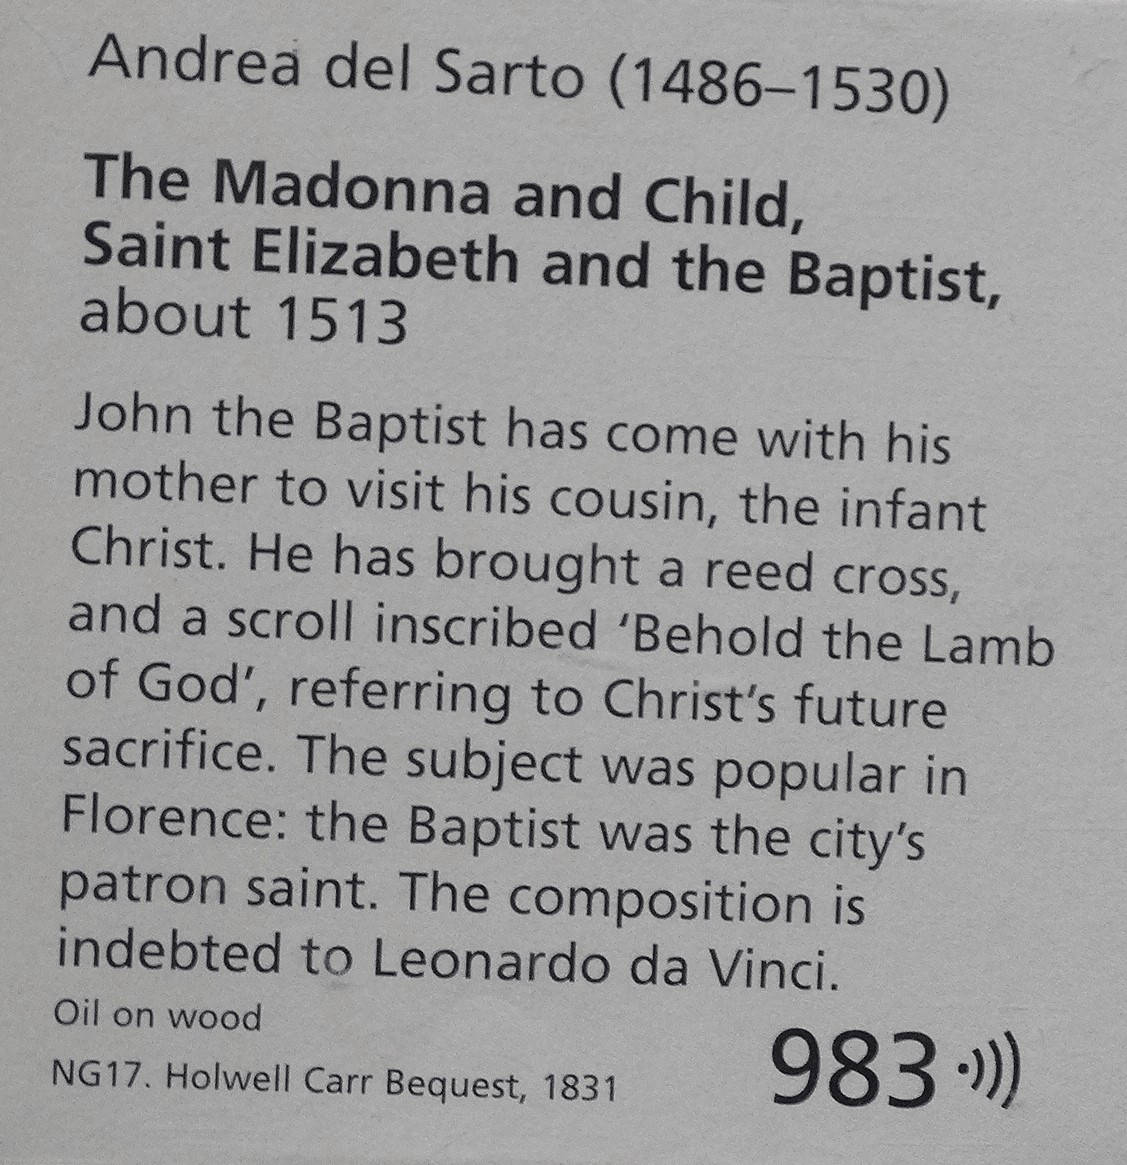 Andrea del Sarto (1486–1530)
The Madonna and Child,
Saint Elizabeth and the Baptist,
about 1513
John the Baptist has come with his
mother to visit his cousin, the infant
Christ. He has brought a reed cross,
and a scroll inscribed ‘Behold the Lamb
of God’, referring to Christ’s future
sacrifice. The subject was popular in
Florence: the Baptist was the city’s
patron saint. The composition is
indebted to Leonardo da Vinci.
Oil on wood
NG17. Holwell Carr Bequest, 1831
983